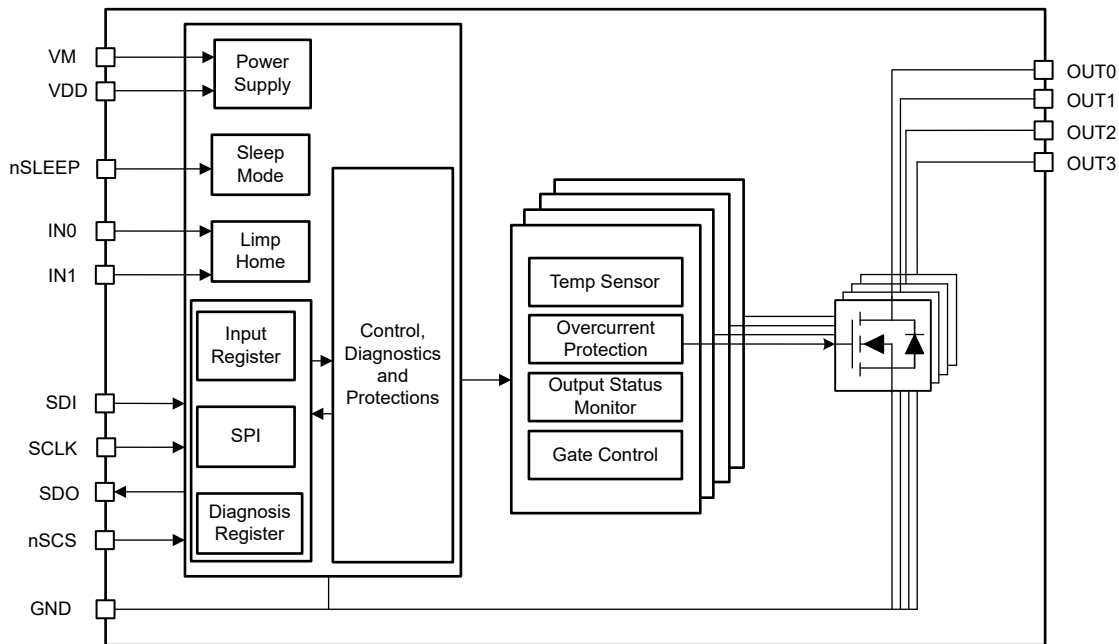 VM
VDD
nSLEEP
IN0
IN1
SDI
SCLK
SDO
nSCS
GND
Power
Supply
Sleep
Mode
Limp
Home
Input
Register
SPI
Diagnosis
Register
Control,
Diagnostics
and
Protections
Temp Sensor
Overcurrent
Protection
Output Status
Monitor
Gate Control
OUT0
OUT1
OUT2
OUT3